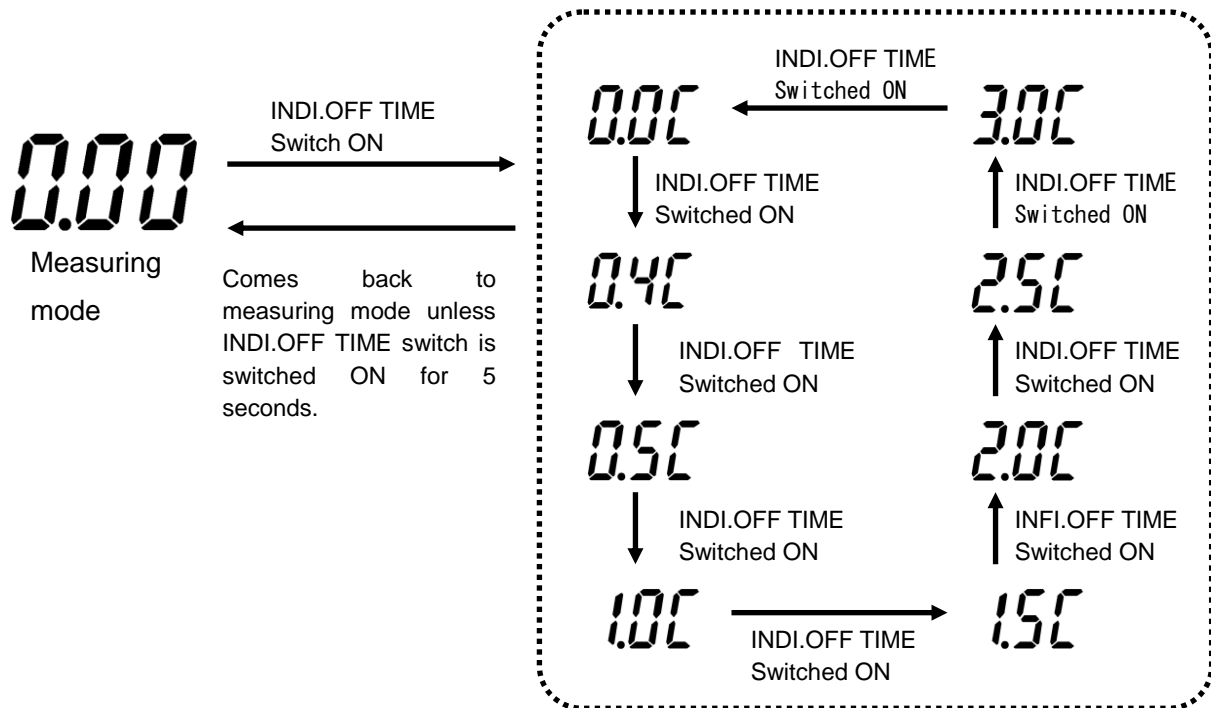 0.00
Measuring
mode
INDI.OFF TIME
Switch ON
Comes back to
measuring mode unless
INDI.OFF TIME switch is
switched ON for 5
seconds.
0.0C
INDI.OFF TIME
Switched ON
0.4C
INDI.OFF TIME
Switched ON
0.5C
INDI.OFF TIME
Switched ON
1.0C
INDI.OFF TIME
Switched ON
1.5C
INFI.OFF TIME
Switched ON
2.0C
INDI.OFF TIME
Switched ON
2.5C
INDI.OFF TIME
Switched ON
3.0C
INDI.OFF TIME
Switched ON